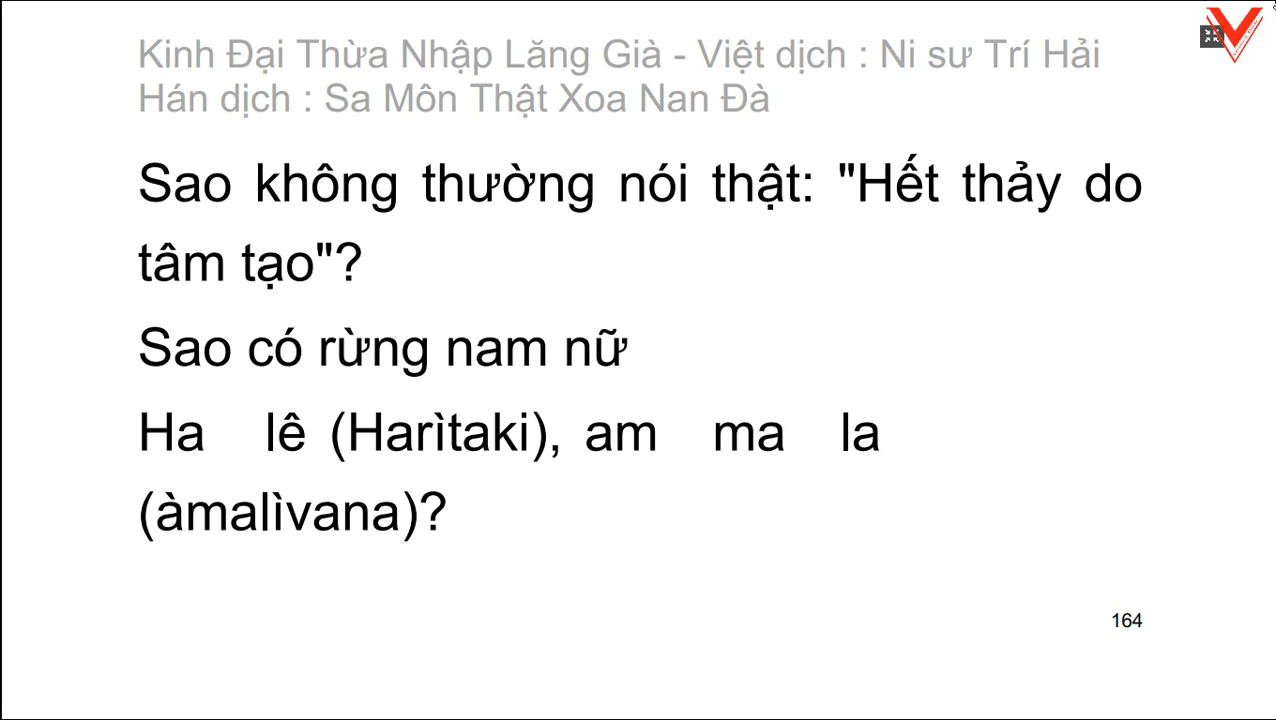 Kinh Đại Thừa Nhập Lăng Già - Việt dịch : Ni sư Trí Hải
Hán dịch : Sa Môn Thật Xoa Nan Đà
Sao không thường nói thật: "Hết thảy do
tâm tạo"?
Sao có rừng nam nữ
Ha lê (Harìtaki), am ma la
(àmalìvana)?
164